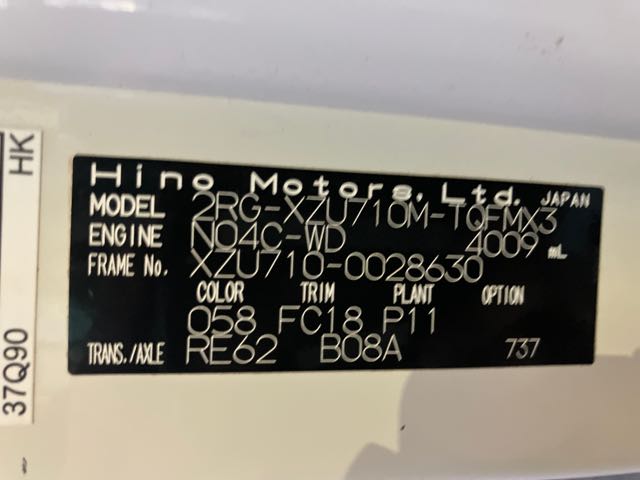 Hino Motors, Ltd. JAPAN
MODEL 2RG-XZU710M-TQFMX3
ENGINE N04C-WD 4009 mL
FRAME No. XZU710-0028630
COLOR TRIM PLANT OPTION
058 FC18 P11
TRANS./AXLE RE62 B08A 737
37Q90 HK